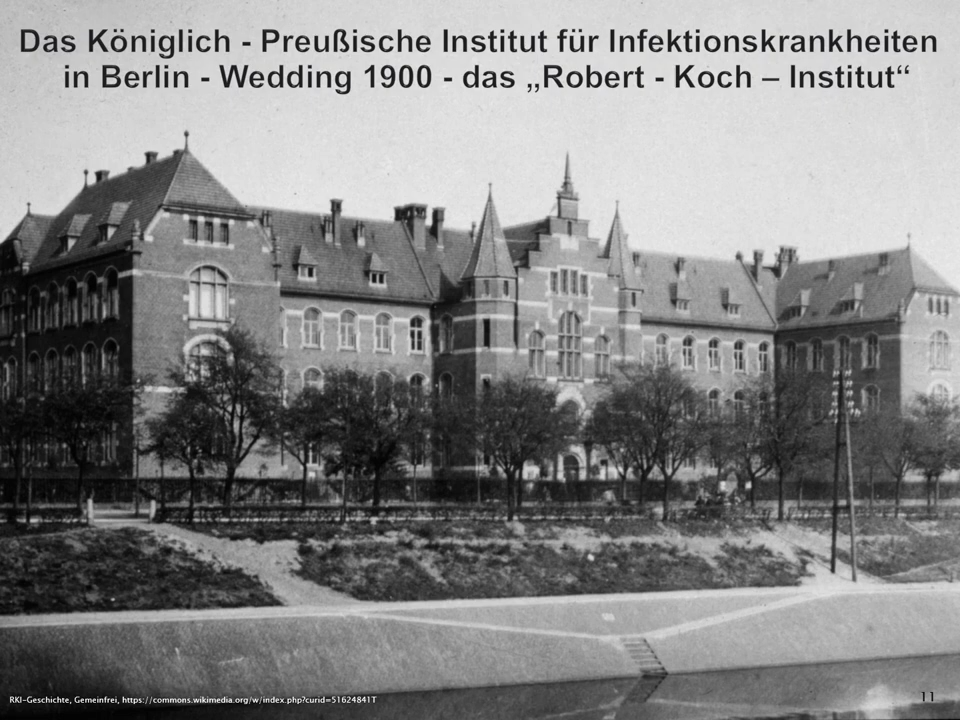 Das Königlich - Preußische Institut für Infektionskrankheiten
in Berlin - Wedding 1900 - das „Robert - Koch – Institut“
RKI-Geschichte, Gemeinfrei, https://commons.wikimedia.org/w/index.php?curid=51624841T
11